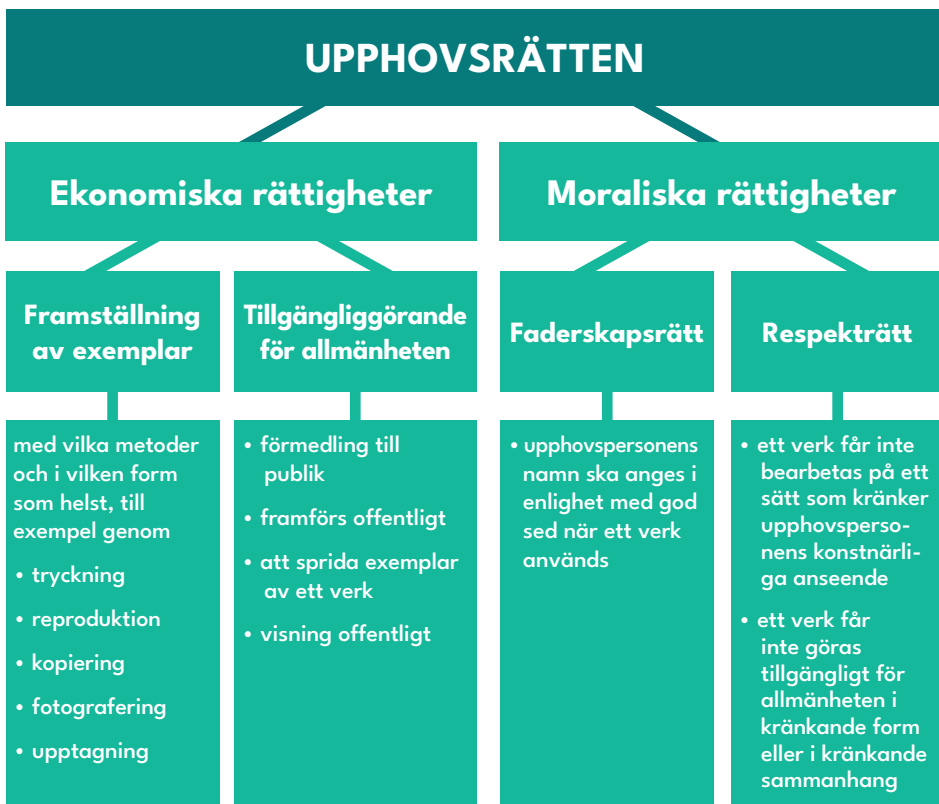 UPPHOVSRÄTTEN
Ekonomiska rättigheter
Moraliska rättigheter
Framställning
av exemplar
Tillgängliggörande
för allmänheten
Faderskapsrätt
Respekträtt
med vilka metoder
och i vilken form
som helst, till
exempel genom
• tryckning
• reproduktion
• kopiering
• fotografering
• upptagning
• förmedling till
publik
• framförs offentligt
• att sprida exemplar
av ett verk
• visning offentligt
• upphovspersonens
namn ska anges i
enlighet med god
sed när ett verk
används
• ett verk får inte
bearbetas på ett
sätt som kränker
upphovsperso-
nens konstnärli-
ga anseende
• ett verk får
inte göras
tillgängligt för
allmänheten i
kränkande form
eller i kränkande
sammanhang